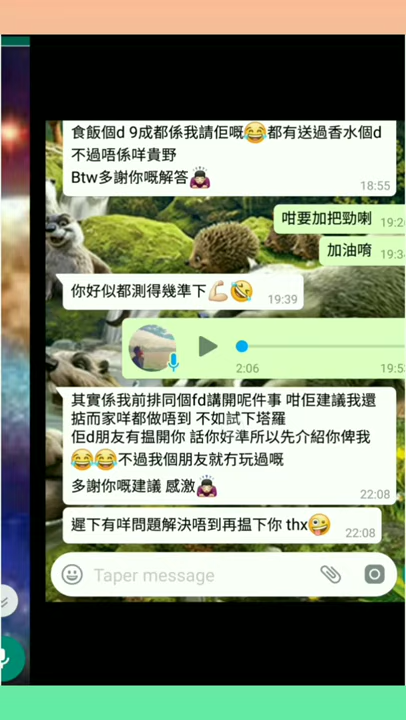 食飯個d 9成都係我請佢嘅😂都有送過香水個d
不過唔係咩貴野
Btw多謝你嘅解答🙇🏻‍♀️
18:55
咁要加把勁喇
加油唷
你好似都測得幾準下💪🏻🤣
19:39
2:06
其實係我前排同個fd講開呢件事 咁佢建議我還
掂而家咩都做唔到 不如試下塔羅
佢d朋友有搵開你 話你好準所以先介紹你俾我
😂😂不過我個朋友就冇玩過嘅
多謝你嘅建議 感激🙇🏻‍♀️
22:08
遲下有咩問題解決唔到再搵下你 thx🤪
22:08
Taper message